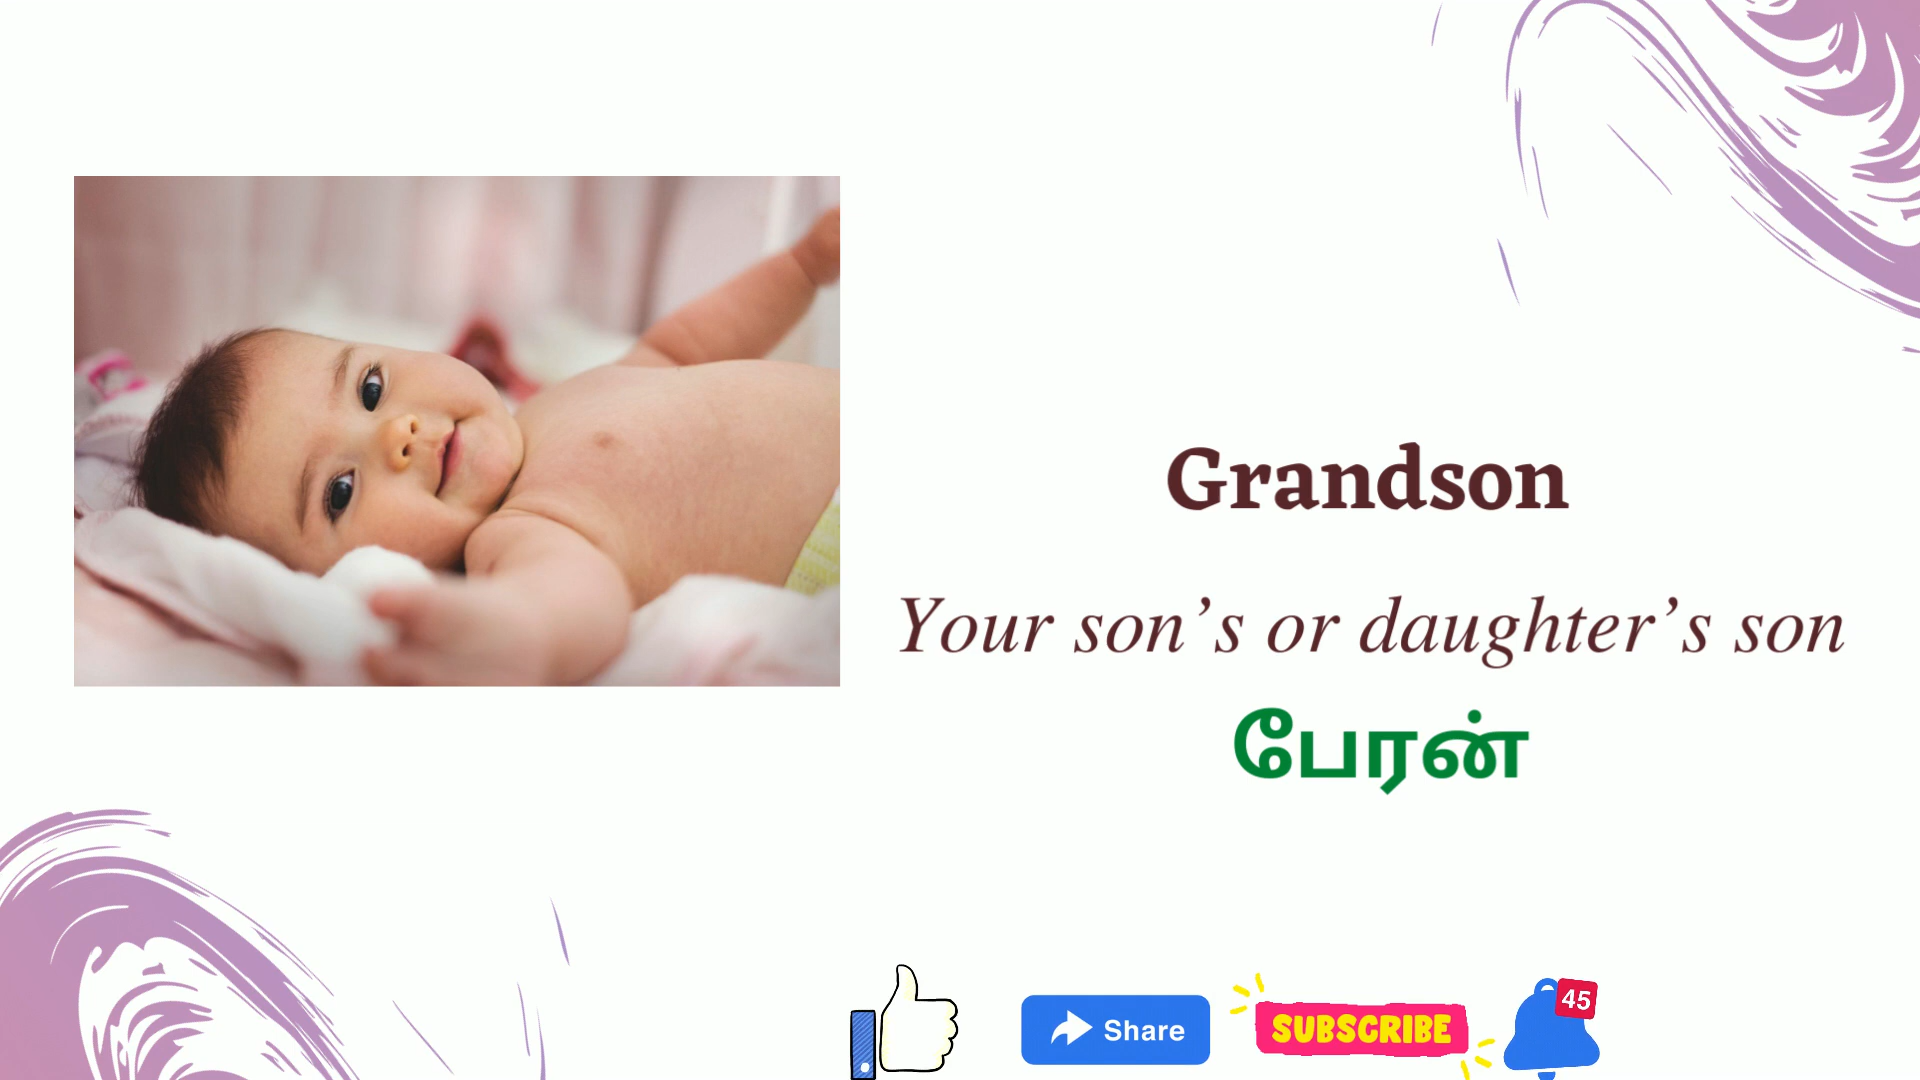 Grandson
Your son’s or daughter’s son
பேரன்
Share
SUBSCRIBE
45